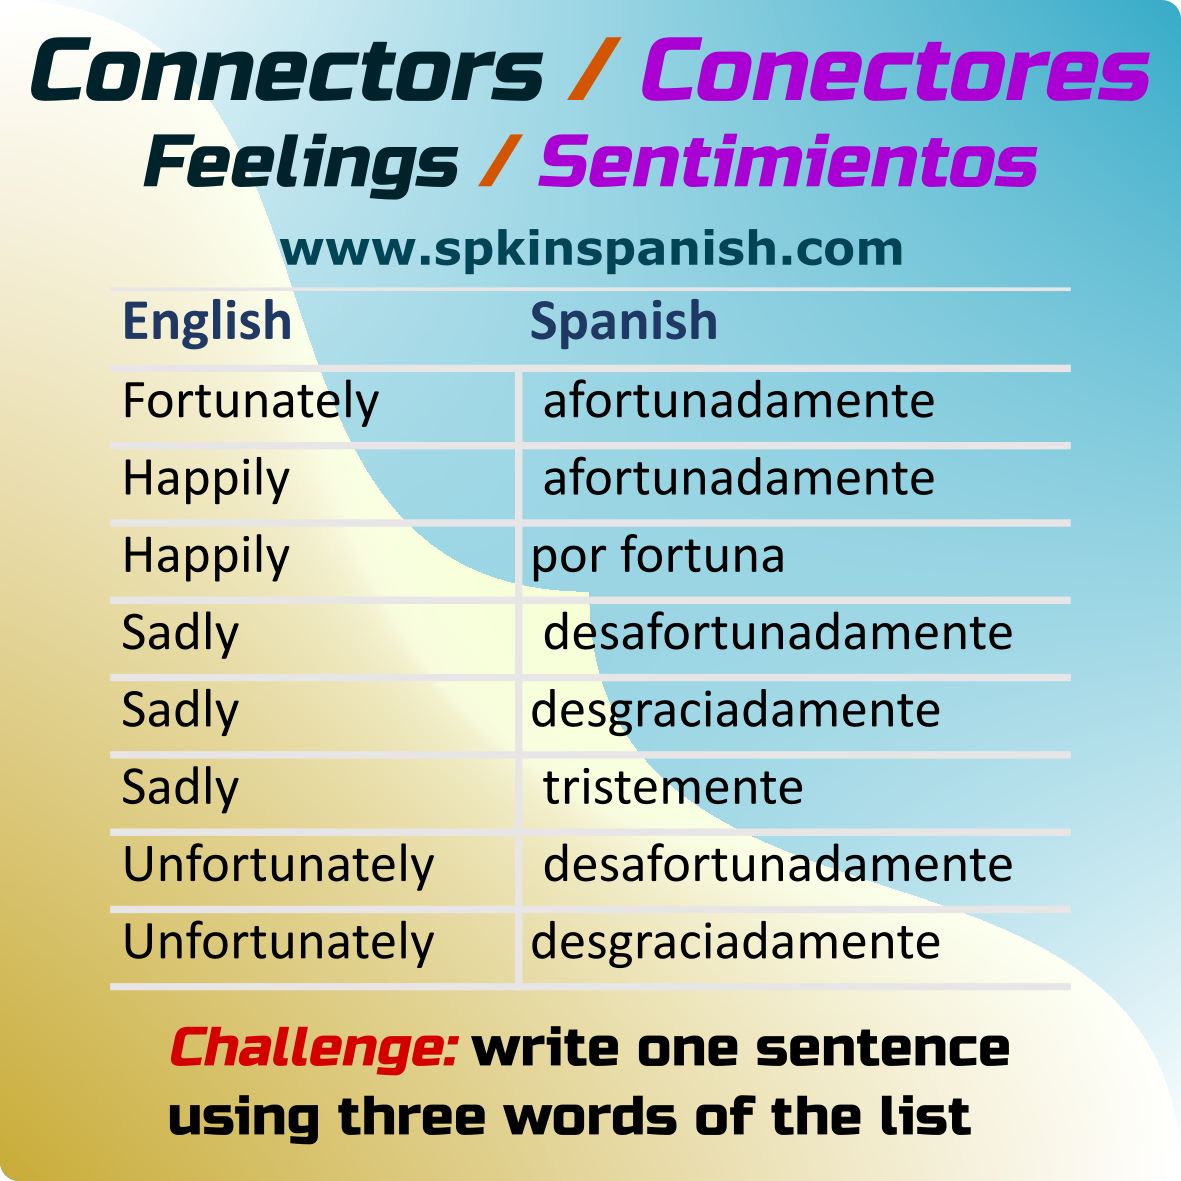 Connectors / Conectores
Feelings / Sentimientos
www.spkinspanish.com
English Spanish
Fortunately afortunadamente
Happily afortunadamente
Happily por fortuna
Sadly desafortunadamente
Sadly desgraciadamente
Sadly tristemente
Unfortunately desafortunadamente
Unfortunately desgraciadamente
Challenge: write one sentence
using three words of the list